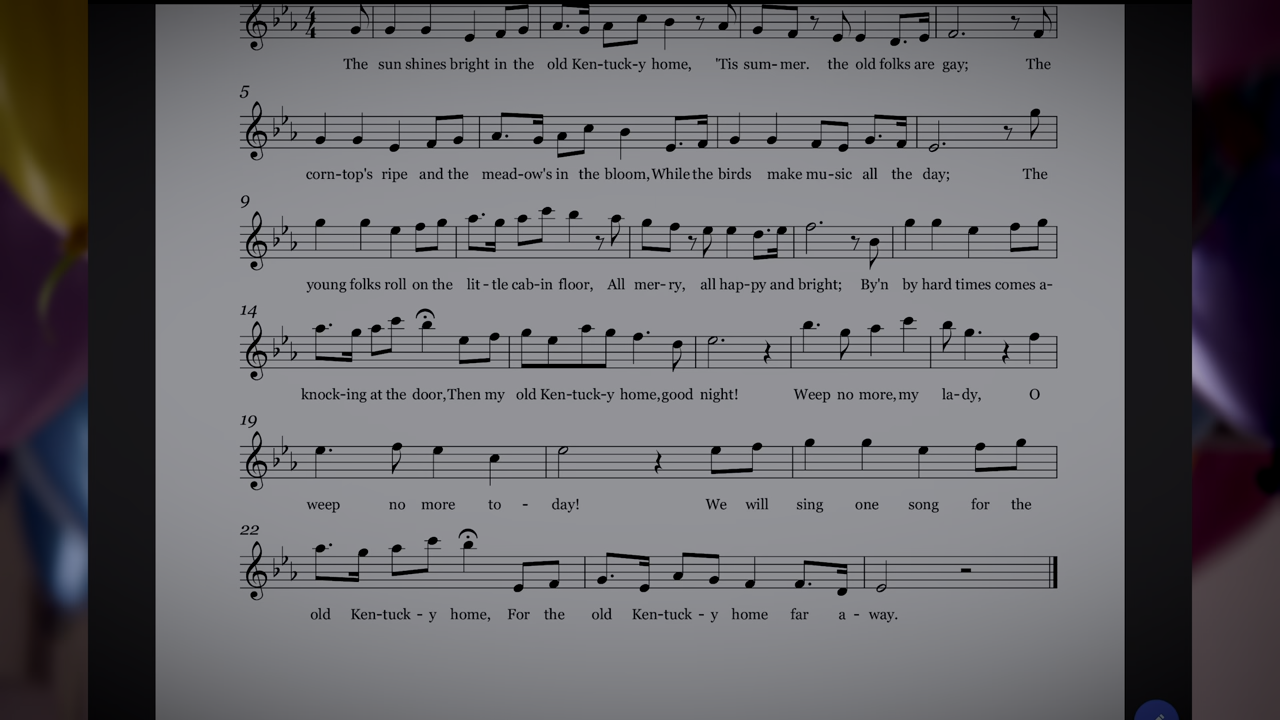 4
4
The sun shines bright in the old Ken-tuck-y home, 'Tis sum-mer. the old folks are gay; The
5
corn-top's ripe and the mead-ow's in the bloom, While the birds make mu-sic all the day; The
9
young folks roll on the lit-tle cab-in floor, All mer-ry, all hap-py and bright; By'n by hard times comes a-
14
knock-ing at the door, Then my old Ken-tuck-y home, good night! Weep no more, my la-dy, O
19
weep no more to - day! We will sing one song for the
22
old Ken-tuck - y home, For the old Ken-tuck - y home far a - way.